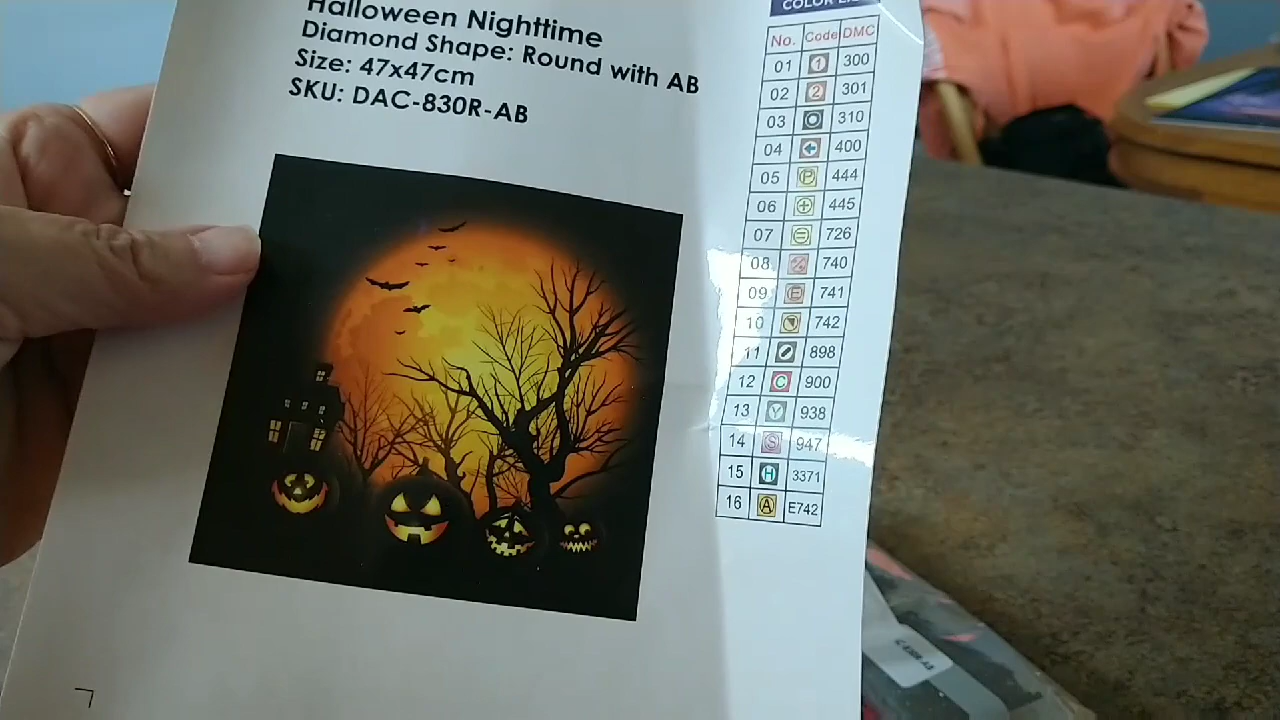 Halloween Nighttime
Diamond Shape: Round with AB
Size: 47x47cm
SKU: DAC-830R-AB
COLOR
No. Code DMC
01 1 300
02 2 301
03 310
04 400
05 P 444
06 445
07 726
08 740
09 E 741
10 742
11 898
12 C 900
13 Y 938
14 S 947
15 H 3371
16 A E742